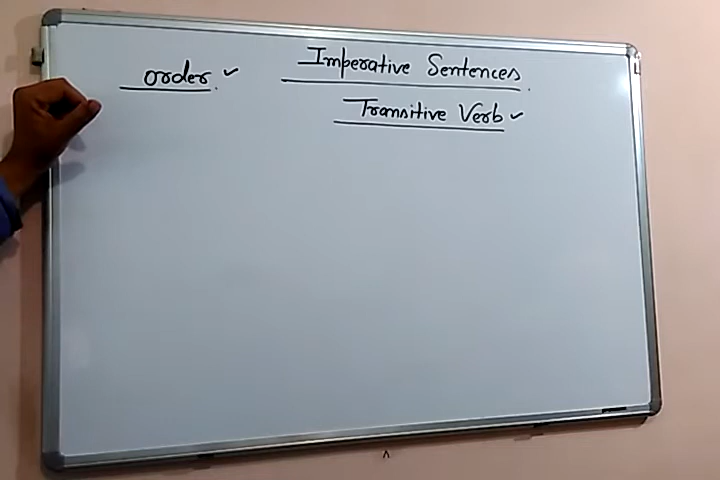 order ✓ Imperative Sentences
Transitive Verb ✓